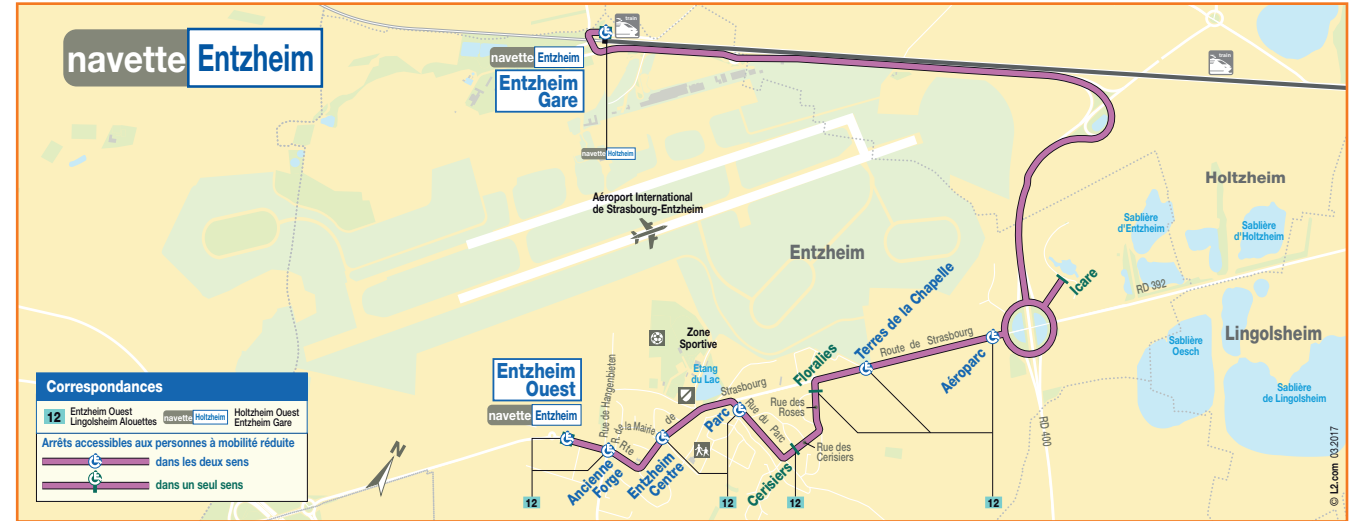 navette Entzheim
train
train
navette Entzheim
Entzheim
Gare
navette Holtzheim
Aéroport International
de Strasbourg-Entzheim
Holtzheim
Sablière
d'Entzheim
Sablière
d'Holtzheim
Entzheim
Icare
RD 392
Terres de la Chapelle
Route de Strasbourg
Aéroparc
Lingolsheim
Sablière
Oesch
Sablière
de Lingolsheim
RD 400
Zone
Sportive
Etang
du Lac
Floralies
Strasbourg
Rue des
Roses
Parc
Rue du Parc
Rue des
Cerisiers
Cerisiers
Entzheim
Ouest
navette Entzheim
Rue de Hangenbieten
R. de la Mairie
Rte
de
Ancienne
Forge
Entzheim
Centre
12
12
12
12
N
Correspondances
12 Entzheim Ouest
Lingolsheim Alouettes
navette Holtzheim Holtzheim Ouest
Entzheim Gare
Arrêts accessibles aux personnes à mobilité réduite
dans les deux sens
dans un seul sens
© L2.com 03.2017